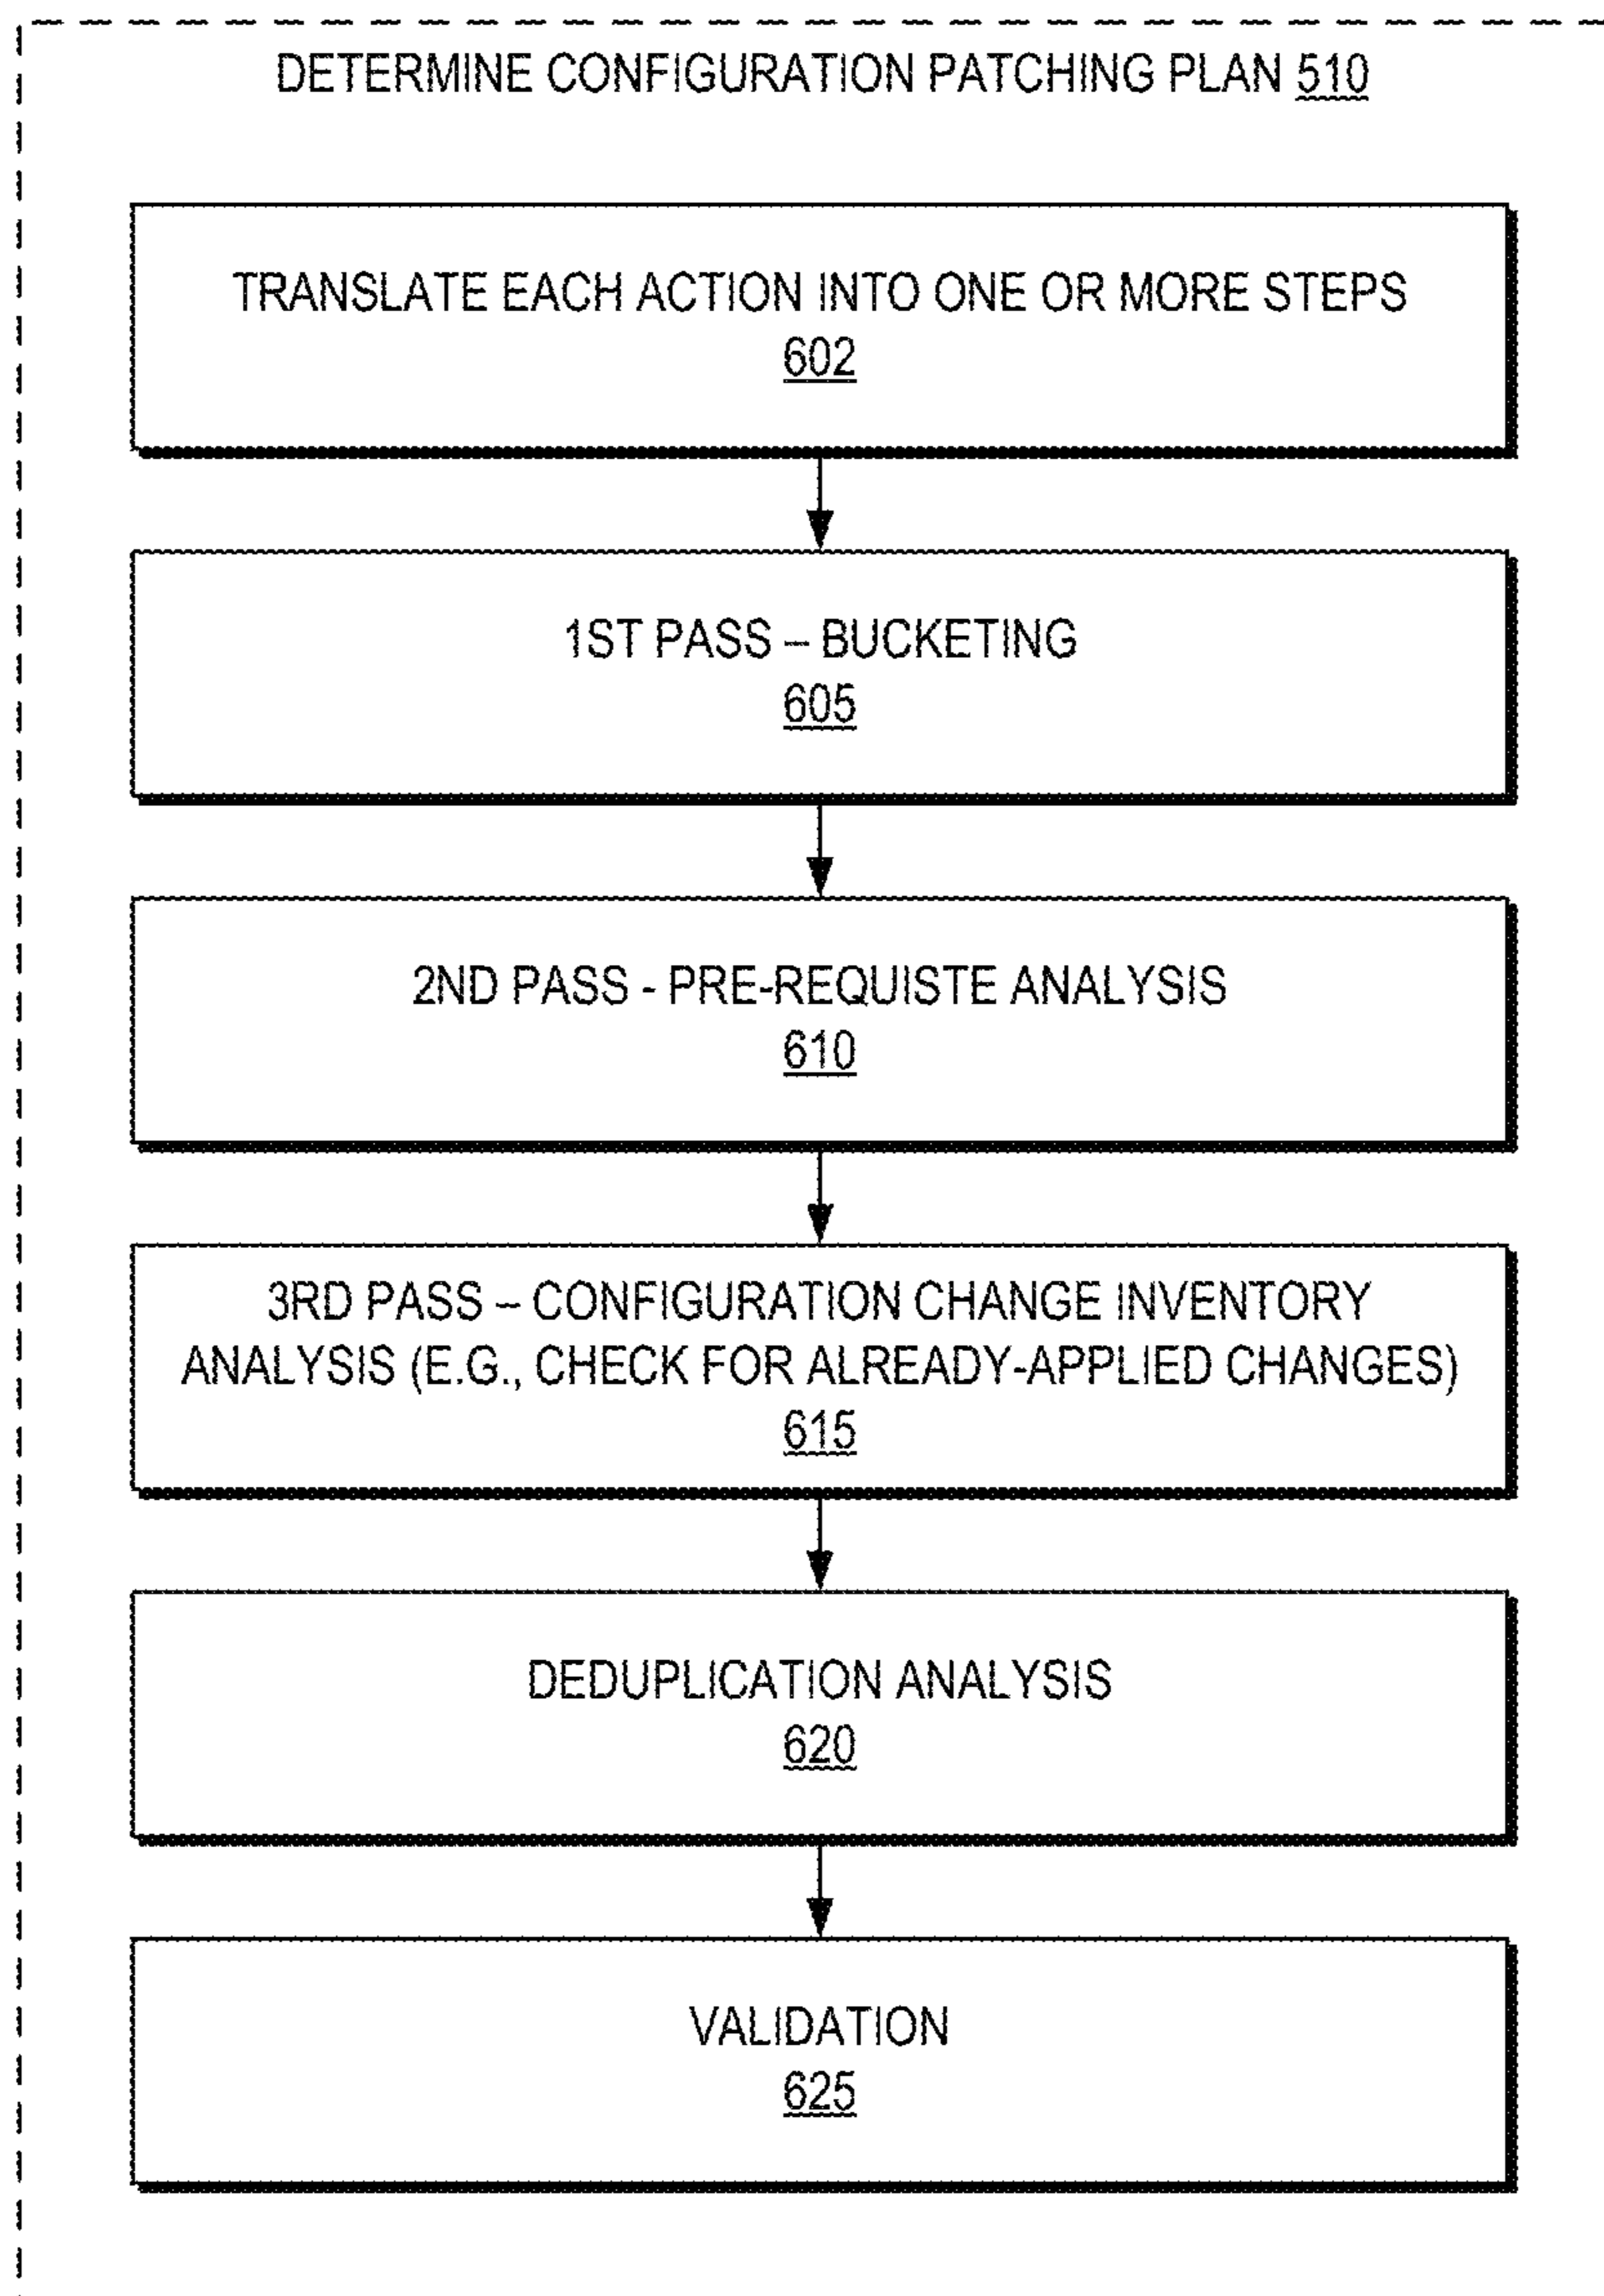 DETERMINE CONFIGURATION PATCHING PLAN 510
TRANSLATE EACH ACTION INTO ONE OR MORE STEPS
602
1ST PASS – BUCKETING
605
2ND PASS - PRE-REQUISTE ANALYSIS
610
3RD PASS – CONFIGURATION CHANGE INVENTORY
ANALYSIS (E.G., CHECK FOR ALREADY-APPLIED CHANGES)
615
DEDUPLICATION ANALYSIS
620
VALIDATION
625